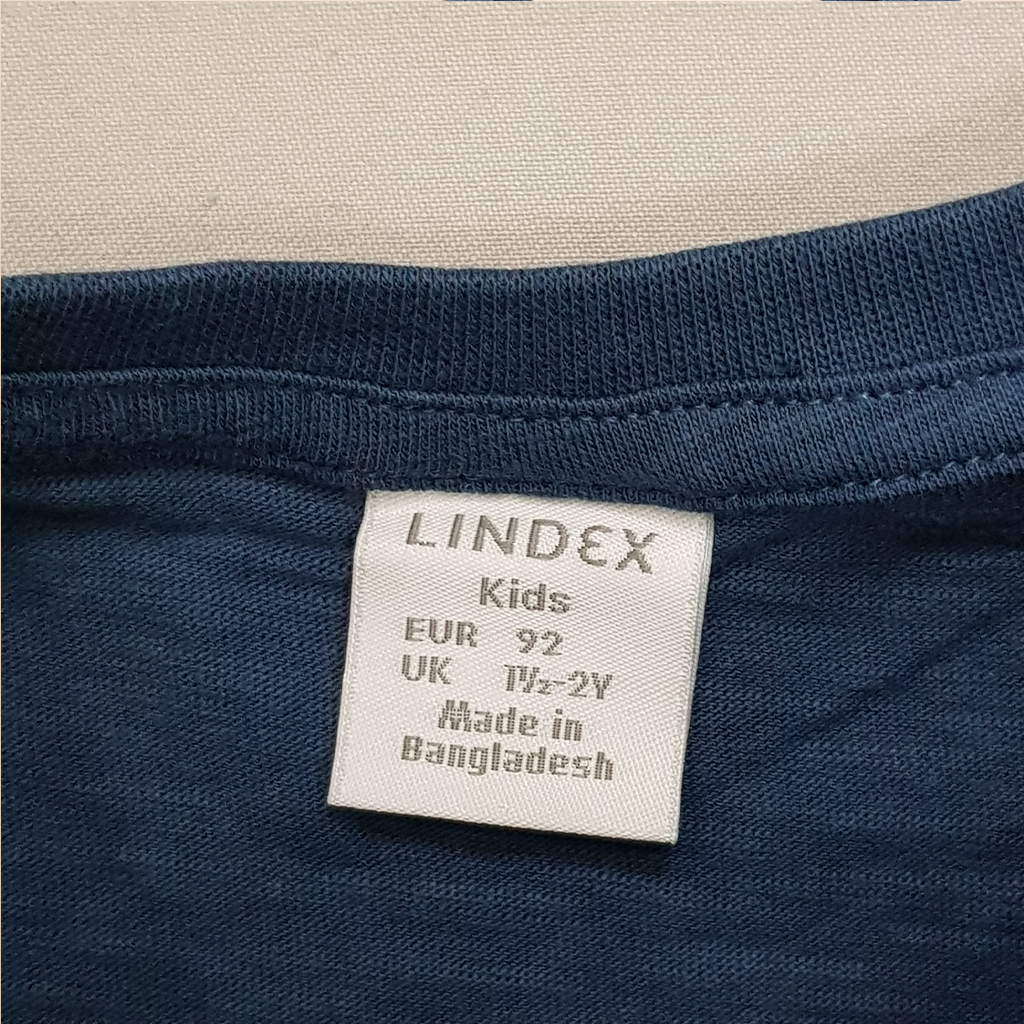 LINDEX
Kids
EUR 92
UK 1½-2Y
Made in
Bangladesh